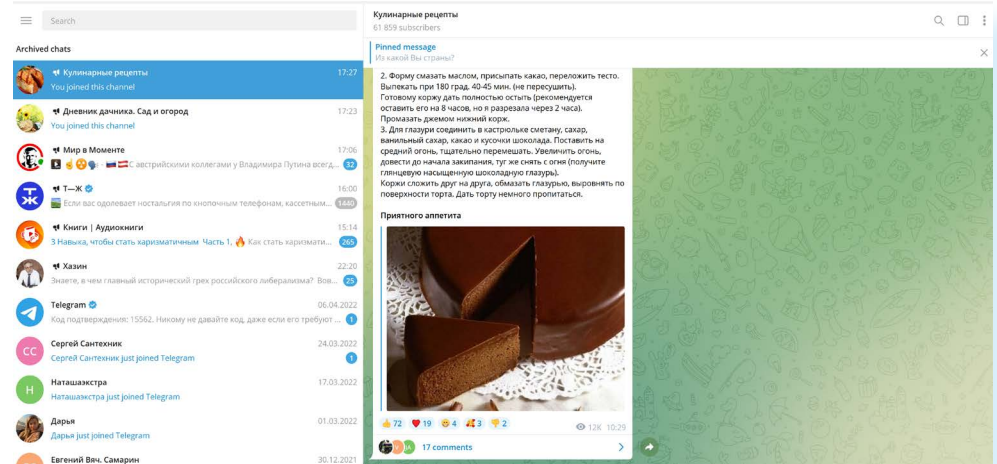 Search
Archived chats
Кулинарные рецепты
17:27
You joined this channel
Дневник дачника. Сад и огород
17:23
You joined this channel
Мир в Моменте
17:06
С австрийскими коллегами у Владимира Путина всегд...
32
Т—Ж
16:00
Если вас одолевает ностальгия по кнопочным телефонам, кассетным...
1440
Книги | Аудиокниги
15:14
3 Навыка, чтобы стать харизматичным Часть 1, 🔥 Как стать харизмати...
265
Хазин
22:20
Знаете, в чем главный исторический грех российского либерализма? Вов...
25
Telegram
06.04.2022
Код подтверждения: 15562. Никому не давайте код, даже если его требуют ...
1
СС
Сергей Сантехник
24.03.2022
Сергей Сантехник just joined Telegram
1
Н
Наташаэкстра
17.03.2022
Наташаэкстра just joined Telegram
Дарья
01.03.2022
Дарья just joined Telegram
Евгений Вяч. Самарин
30.12.2021
Кулинарные рецепты
61 859 subscribers
Pinned message
Из какой Вы страны?
2. Форму смазать маслом, присыпать какао, переложить тесто.
Выпекать при 180 град. 40-45 мин. (не пересушить).
Готовому коржу дать полностью остыть (рекомендуется
оставить его на 8 часов, но я разрезала через 2 часа).
Промазать джемом нижний корж.
3. Для глазури соединить в кастрюльке сметану, сахар,
ванильный сахар, какао и кусочки шоколада. Поставить на
средний огонь, тщательно перемешать. Увеличить огонь,
довести до начала закипания, туг же снять с огня (получите
глянцевую насыщенную шоколадную глазурь).
Коржи сложить друг на друга, обмазать глазурью, выровнять по
поверхности торта. Дать торту немного пропитаться.
Приятного аппетита
👍 72 ❤ 19 😁 4 🥰 3 👎 2
12K 10:29
17 comments